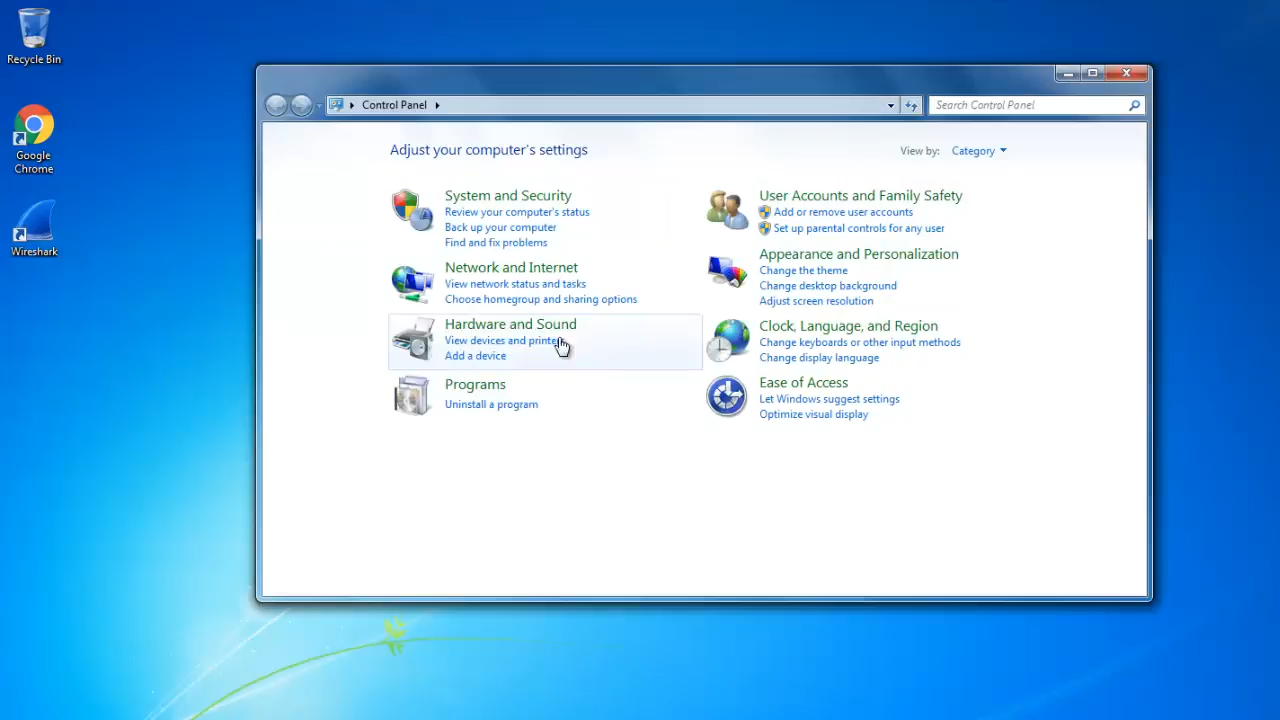 Recycle Bin
Google
Chrome
Wireshark
Control Panel
Search Control Panel
Adjust your computer's settings
View by: Category
System and Security
Review your computer's status
Back up your computer
Find and fix problems
Network and Internet
View network status and tasks
Choose homegroup and sharing options
Hardware and Sound
View devices and printers
Add a device
Programs
Uninstall a program
User Accounts and Family Safety
Add or remove user accounts
Set up parental controls for any user
Appearance and Personalization
Change the theme
Change desktop background
Adjust screen resolution
Clock, Language, and Region
Change keyboards or other input methods
Change display language
Ease of Access
Let Windows suggest settings
Optimize visual display